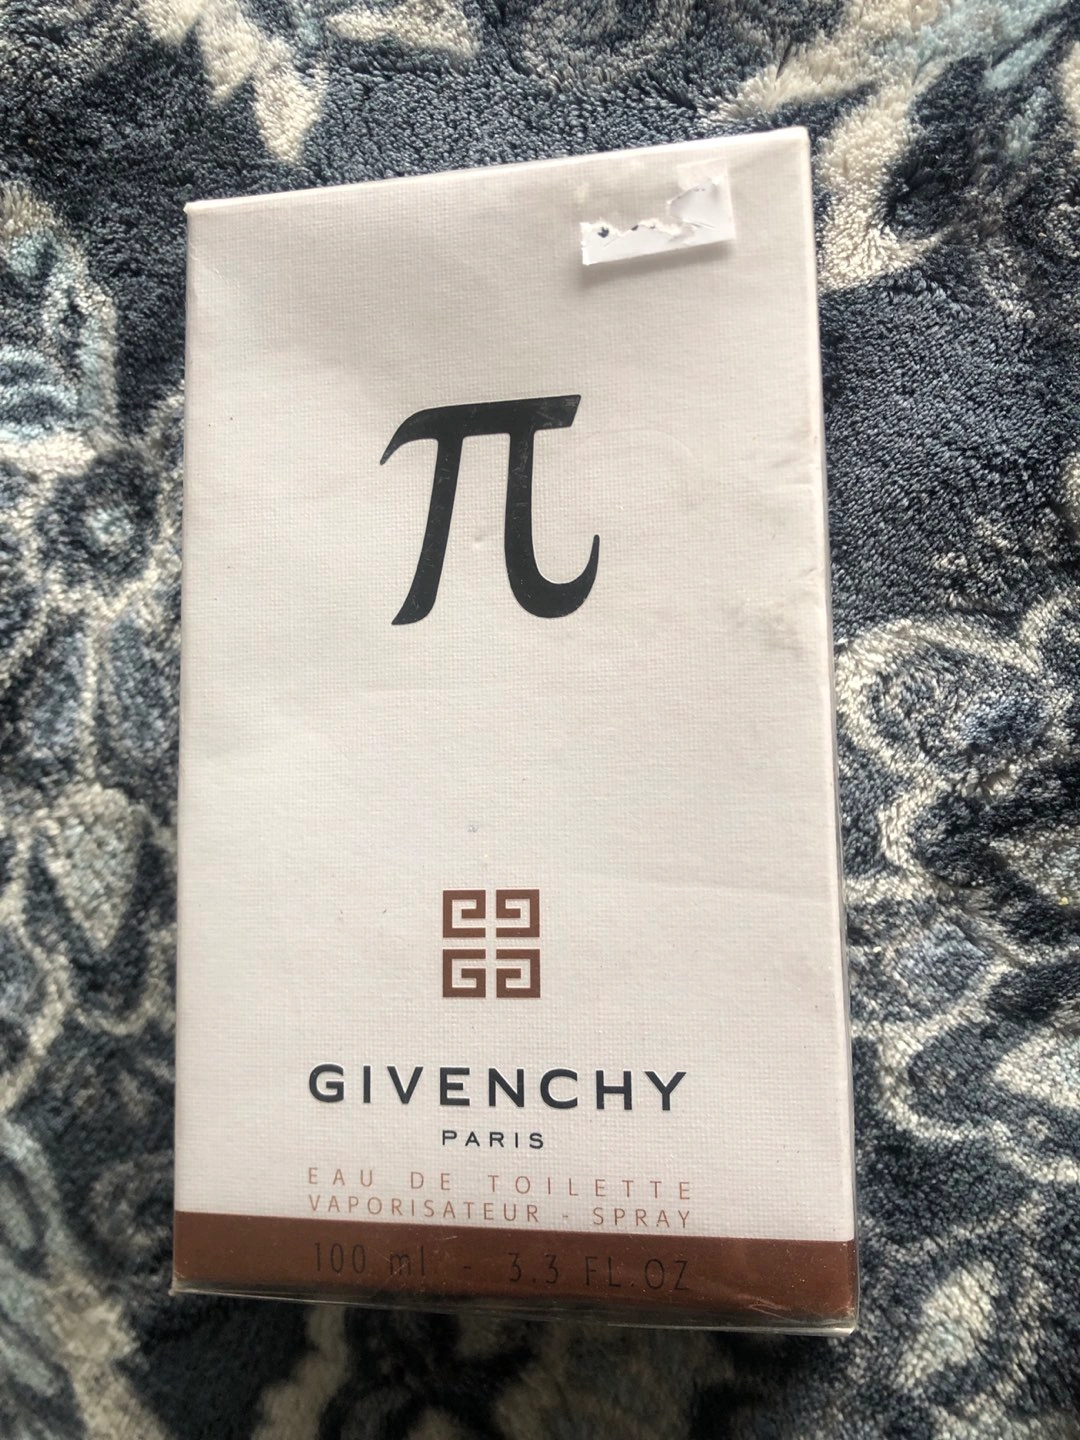 π
GIVENCHY
PARIS
EAU DE TOILETTE
VAPORISATEUR - SPRAY
100 ml - 3.3 FL.OZ